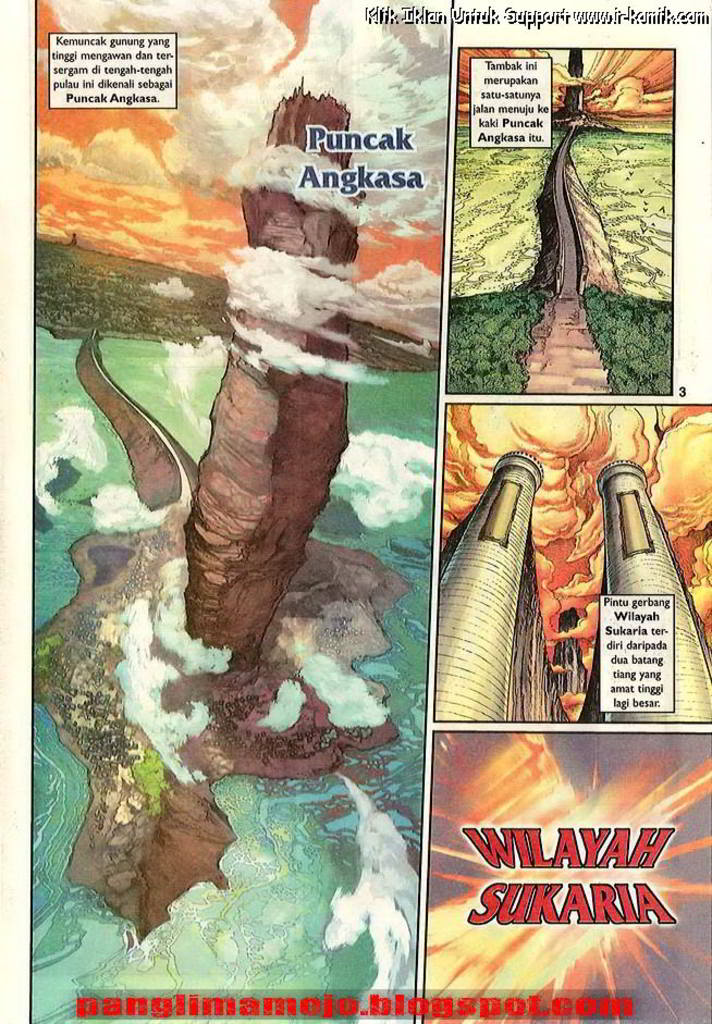 Klik Iklan Untuk Support www.ir-komik.com
Kemuncak gunung yang
tinggi mengawan dan ter-
sergam di tengah-tengah
pulau ini dikenali sebagai
Puncak Angkasa.
Puncak
Angkasa
Tambak ini
merupakan
satu-satunya
jalan menuju ke
kaki Puncak
Angkasa itu.
3
Pintu gerbang
Wilayah
Sukaria ter-
diri daripada
dua batang
tiang yang
amat tinggi
lagi besar.
WILAYAH
SUKARIA
panglimamejo.blogspot.com